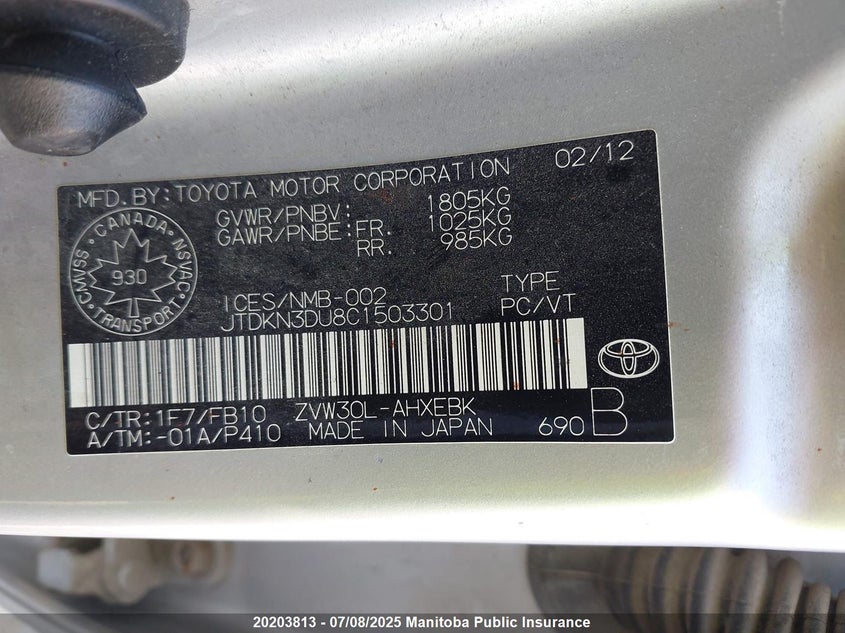 MFD. BY: TOYOTA MOTOR CORPORATION 02/12
GVWR/PNBV: 1805KG
GAWR/PNBE: FR. 1025KG
RR. 985KG
CANADA
CMVSS NSVAC
930
TRANSPORT
ICES/NMB-002 TYPE
JTDKN3DU8C1503301 PC/VT
C/TR: 1F7/FB10 ZVW30L-AHXEBK
A/TM: -01A/P410 MADE IN JAPAN 690 B
20203813 - 07/08/2025 Manitoba Public Insurance